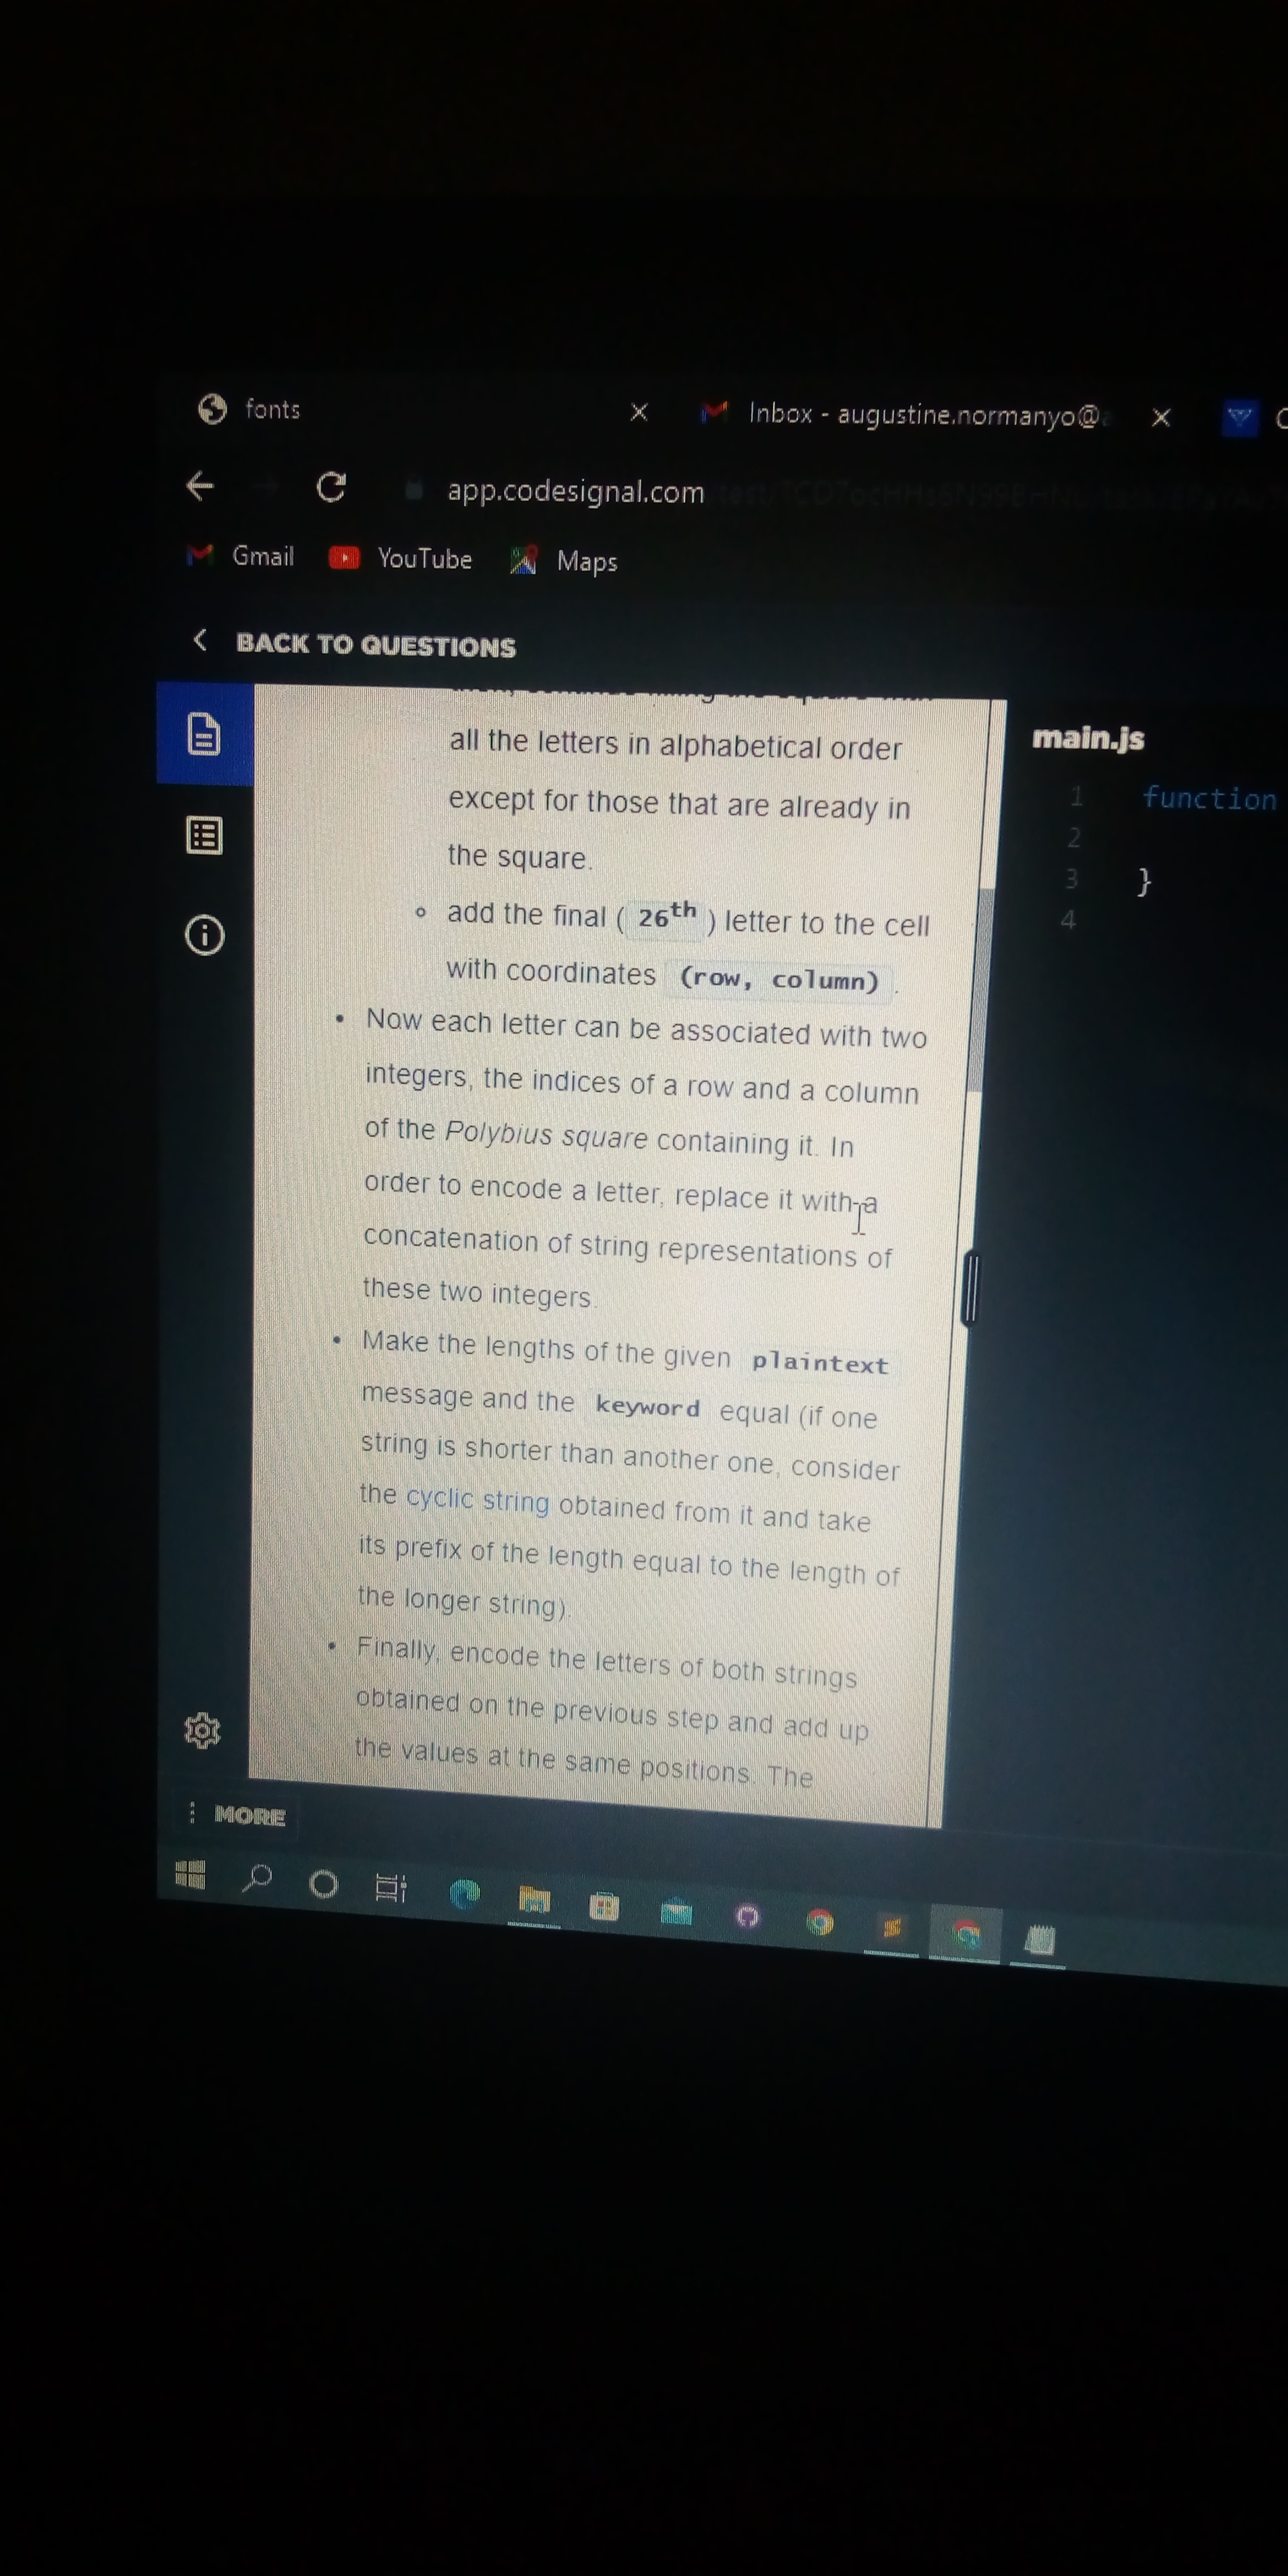 fonts
Inbox - augustine.normanyo@
app.codesignal.com
Gmail
YouTube
Maps
BACK TO QUESTIONS
all the letters in alphabetical order
except for those that are already in
the square.
add the final ( 26th ) letter to the cell
with coordinates (row, column) .
Now each letter can be associated with two
integers, the indices of a row and a column
of the Polybius square containing it. In
order to encode a letter, replace it with a
concatenation of string representations of
these two integers.
Make the lengths of the given plaintext
message and the keyword equal (if one
string is shorter than another one, consider
the cyclic string obtained from it and take
its prefix of the length equal to the length of
the longer string).
Finally, encode the letters of both strings
obtained on the previous step and add up
the values at the same positions. The
main.js
1 function
2
3 }
4
MORE